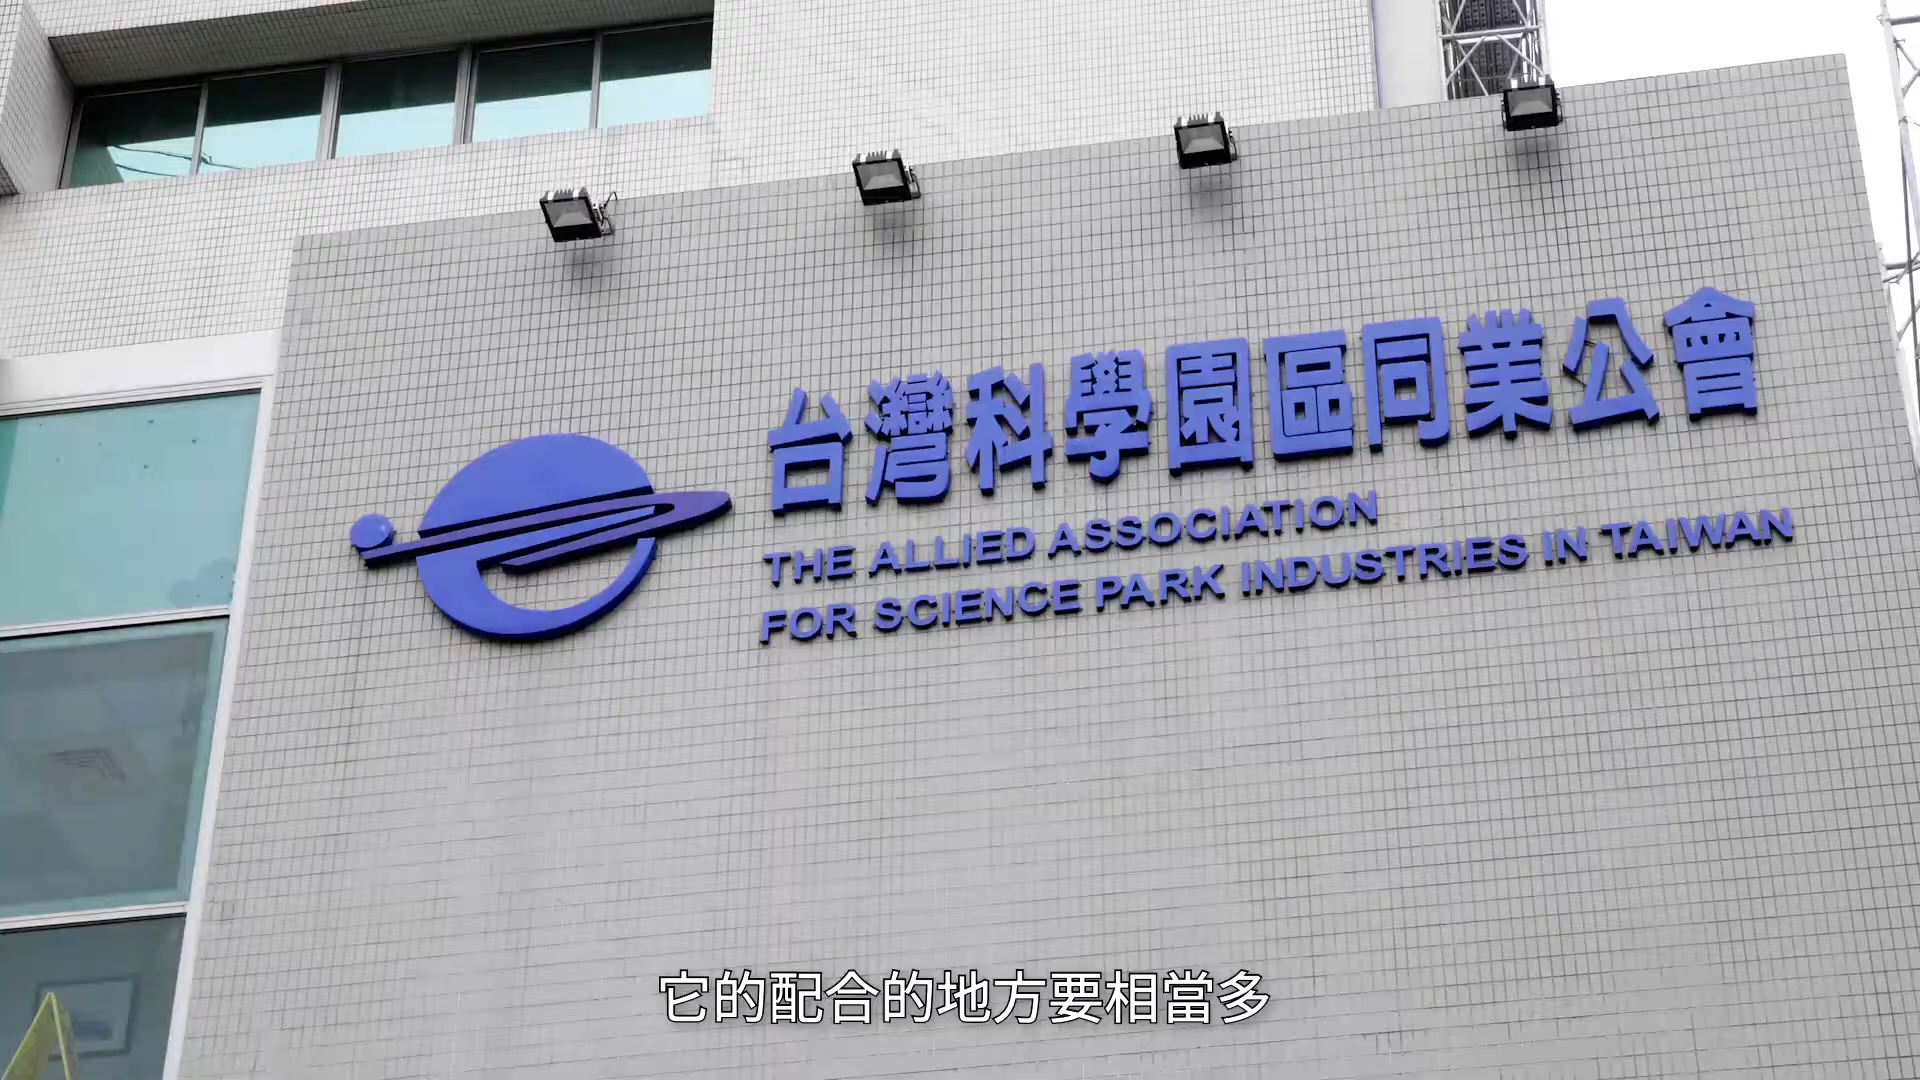 台灣科學園區同業公會
THE ALLIED ASSOCIATION
FOR SCIENCE PARK INDUSTRIES IN TAIWAN
它的配合的地方要相當多